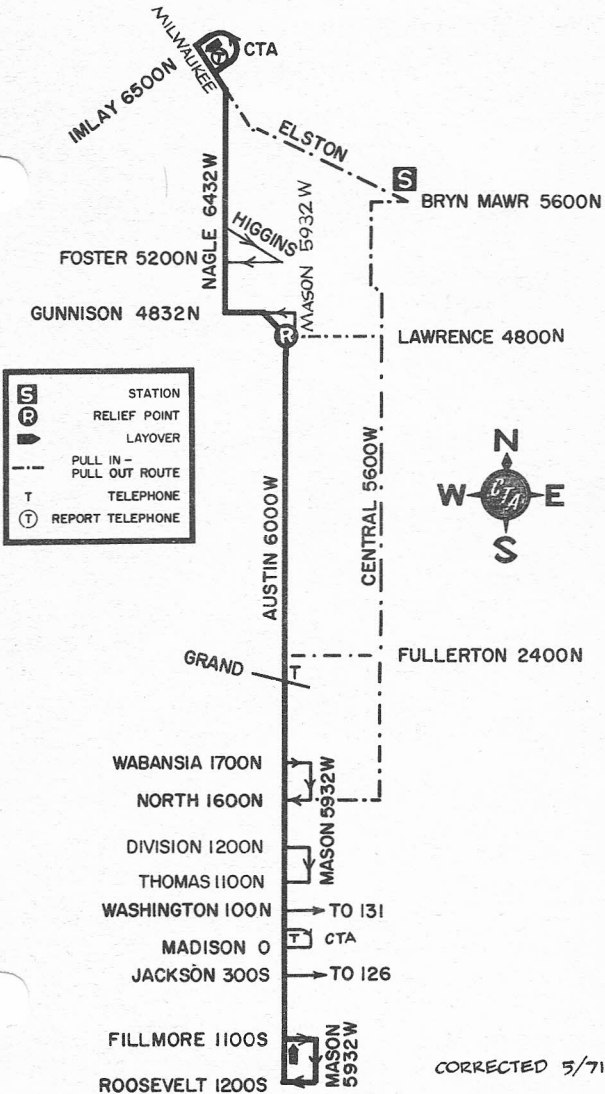 MILWAUKEE
T
CTA
IMLAY 6500N
ELSTON
S
BRYN MAWR 5600N
NAGLE 6432W
HIGGINS
MASON 5932W
FOSTER 5200N
GUNNISON 4832N
R
LAWRENCE 4800N
S STATION
R RELIEF POINT
LAYOVER
PULL IN -
PULL OUT ROUTE
T TELEPHONE
T REPORT TELEPHONE
N
W CTA E
S
AUSTIN 6000W
CENTRAL 5600W
GRAND
T
FULLERTON 2400N
WABANSIA 1700N
NORTH 1600N
MASON 5932W
DIVISION 1200N
THOMAS 1100N
WASHINGTON 100N
TO 131
MADISON 0
T
CTA
JACKSON 300S
TO 126
FILLMORE 1100S
MASON
5932W
ROOSEVELT 1200S
CORRECTED 5/71